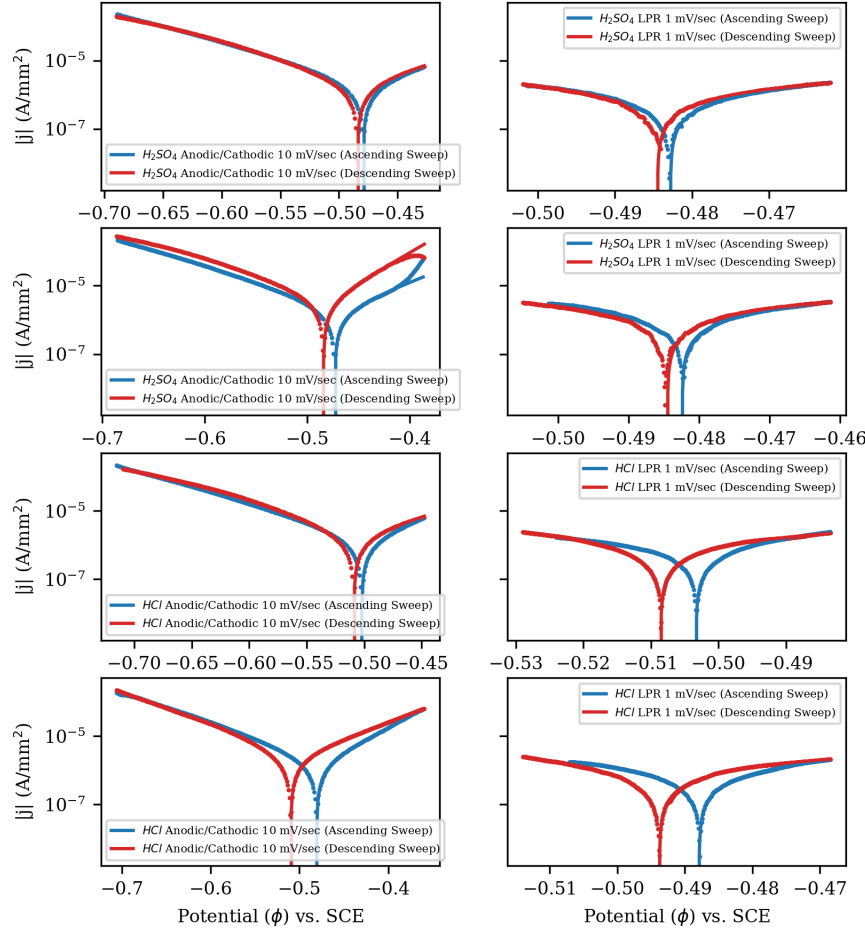 |j| (A/mm²)
10⁻⁵
10⁻⁷
H₂SO₄ Anodic/Cathodic 10 mV/sec (Ascending Sweep)
H₂SO₄ Anodic/Cathodic 10 mV/sec (Descending Sweep)
−0.70 −0.65 −0.60 −0.55 −0.50 −0.45
H₂SO₄ LPR 1 mV/sec (Ascending Sweep)
H₂SO₄ LPR 1 mV/sec (Descending Sweep)
−0.50 −0.49 −0.48 −0.47
|j| (A/mm²)
10⁻⁵
10⁻⁷
H₂SO₄ Anodic/Cathodic 10 mV/sec (Ascending Sweep)
H₂SO₄ Anodic/Cathodic 10 mV/sec (Descending Sweep)
−0.7 −0.6 −0.5 −0.4
H₂SO₄ LPR 1 mV/sec (Ascending Sweep)
H₂SO₄ LPR 1 mV/sec (Descending Sweep)
−0.50 −0.49 −0.48 −0.47 −0.46
|j| (A/mm²)
10⁻⁵
10⁻⁷
HCl Anodic/Cathodic 10 mV/sec (Ascending Sweep)
HCl Anodic/Cathodic 10 mV/sec (Descending Sweep)
−0.70 −0.65 −0.60 −0.55 −0.50 −0.45
HCl LPR 1 mV/sec (Ascending Sweep)
HCl LPR 1 mV/sec (Descending Sweep)
−0.53 −0.52 −0.51 −0.50 −0.49
|j| (A/mm²)
10⁻⁵
10⁻⁷
HCl Anodic/Cathodic 10 mV/sec (Ascending Sweep)
HCl Anodic/Cathodic 10 mV/sec (Descending Sweep)
−0.7 −0.6 −0.5 −0.4
Potential (ϕ) vs. SCE
HCl LPR 1 mV/sec (Ascending Sweep)
HCl LPR 1 mV/sec (Descending Sweep)
−0.51 −0.50 −0.49 −0.48 −0.47
Potential (ϕ) vs. SCE